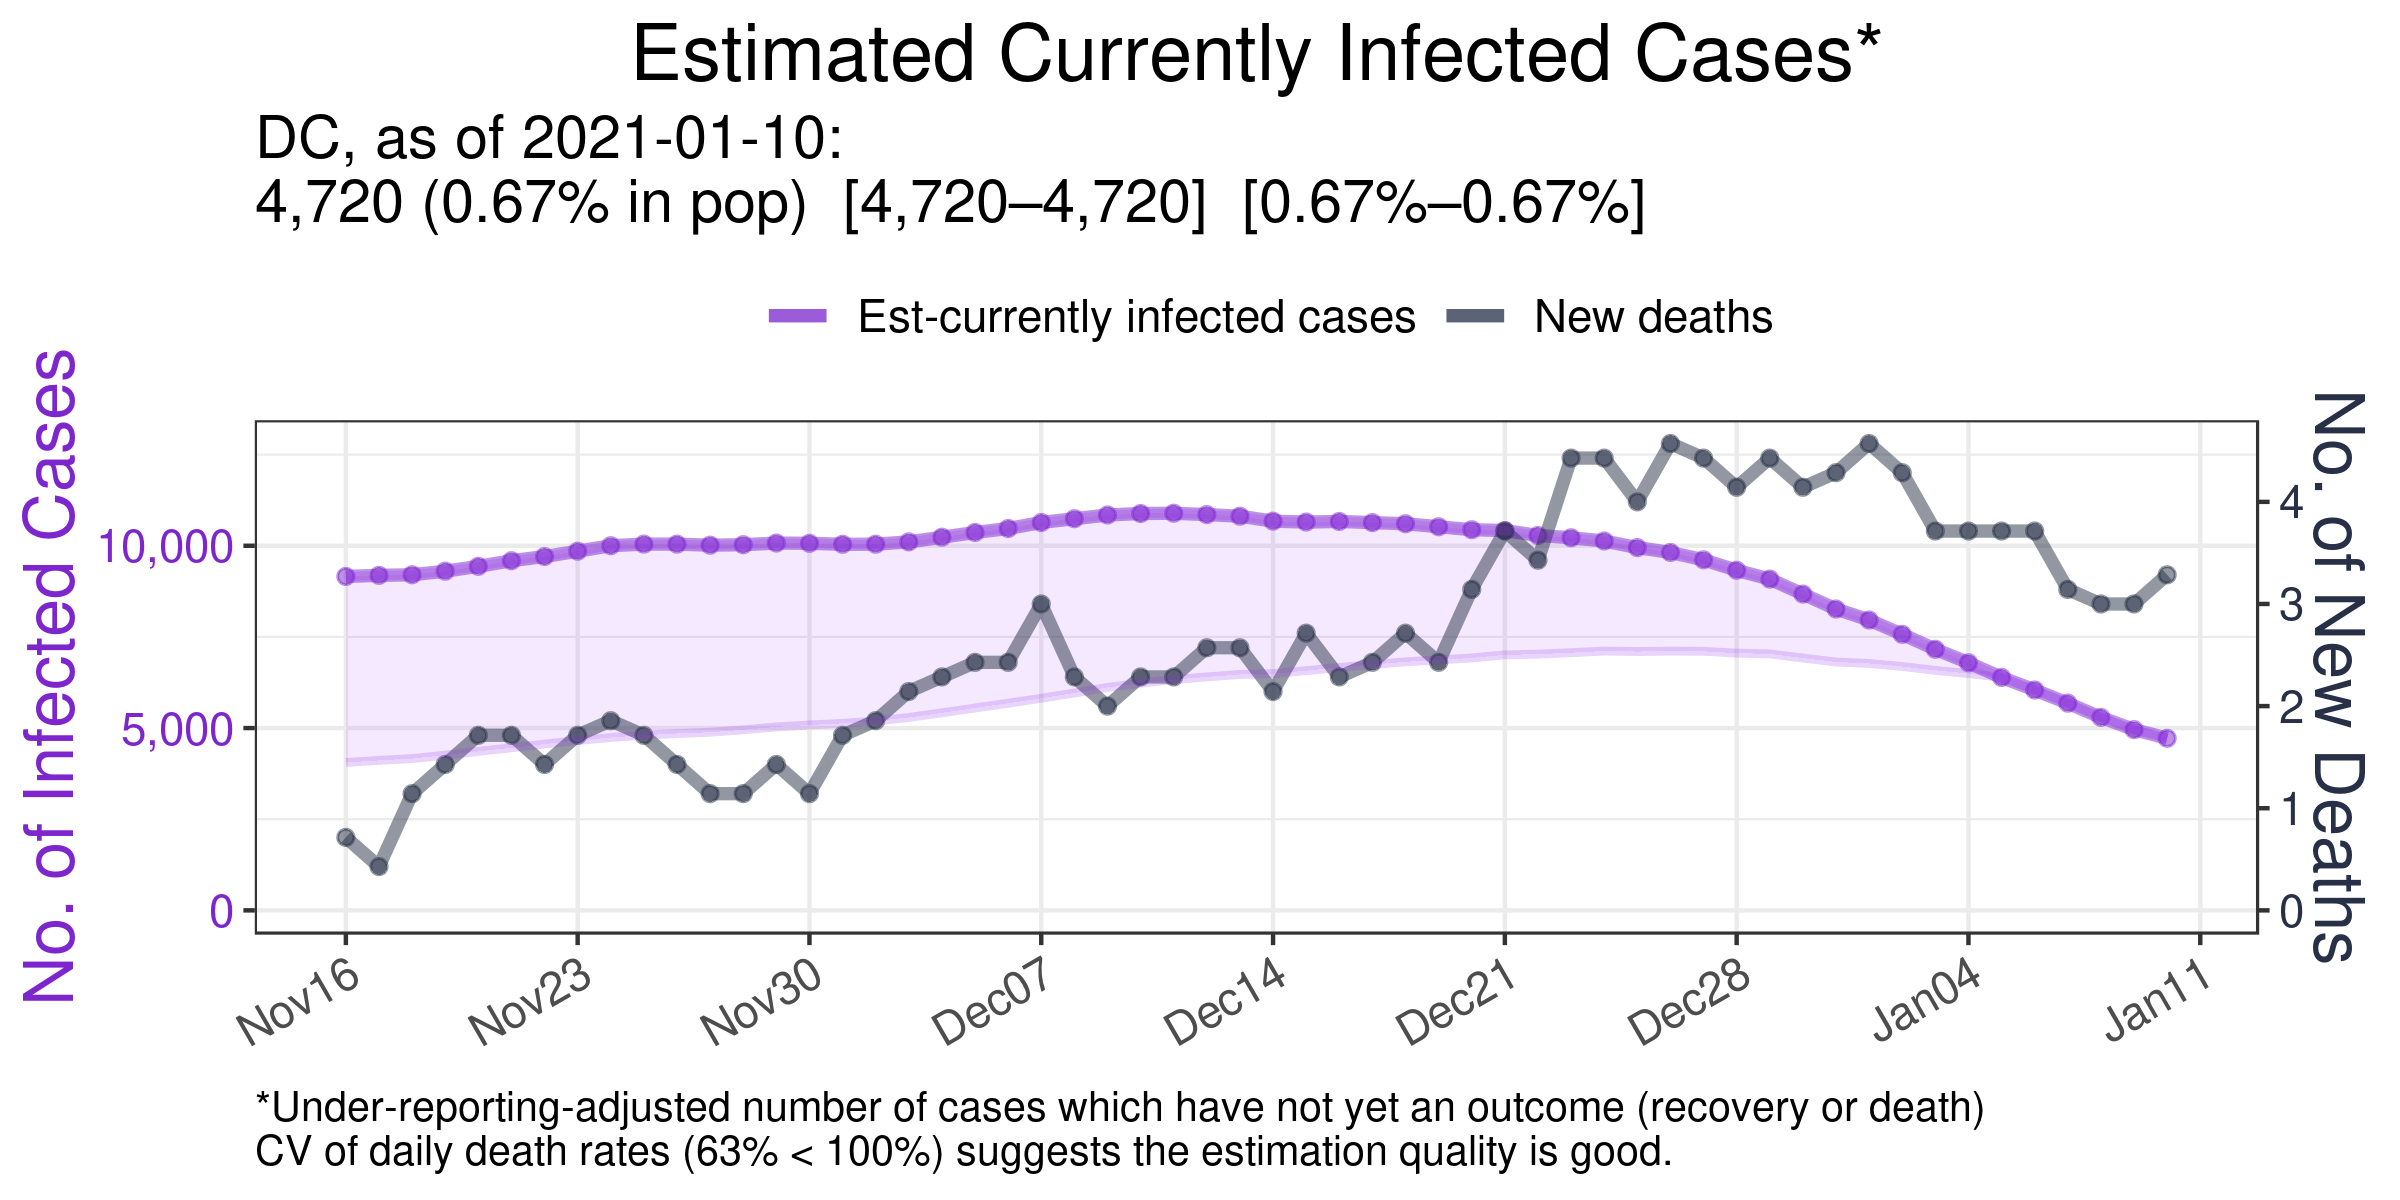 Estimated Currently Infected Cases*
DC, as of 2021-01-10:
4,720 (0.67% in pop)  [4,720–4,720]  [0.67%–0.67%]
Est-currently infected cases
New deaths
No. of Infected Cases
10,000
5,000
0
No. of New Deaths
4
3
2
1
0
Nov16
Nov23
Nov30
Dec07
Dec14
Dec21
Dec28
Jan04
Jan11
*Under-reporting-adjusted number of cases which have not yet an outcome (recovery or death)
CV of daily death rates (63% < 100%) suggests the estimation quality is good.